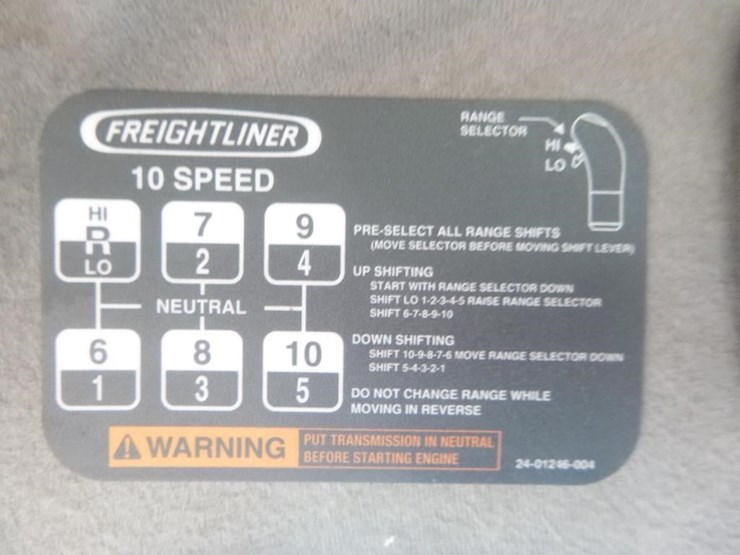 FREIGHTLINER
10 SPEED
RANGE
SELECTOR
HI
LO
HI
R
LO
7
2
9
4
NEUTRAL
6
1
8
3
10
5
PRE-SELECT ALL RANGE SHIFTS
(MOVE SELECTOR BEFORE MOVING SHIFT LEVER)
UP SHIFTING
START WITH RANGE SELECTOR DOWN
SHIFT LO 1-2-3-4-5 RAISE RANGE SELECTOR
SHIFT 6-7-8-9-10
DOWN SHIFTING
SHIFT 10-9-8-7-6 MOVE RANGE SELECTOR DOWN
SHIFT 5-4-3-2-1
DO NOT CHANGE RANGE WHILE
MOVING IN REVERSE
WARNING
PUT TRANSMISSION IN NEUTRAL
BEFORE STARTING ENGINE
24-01246-004